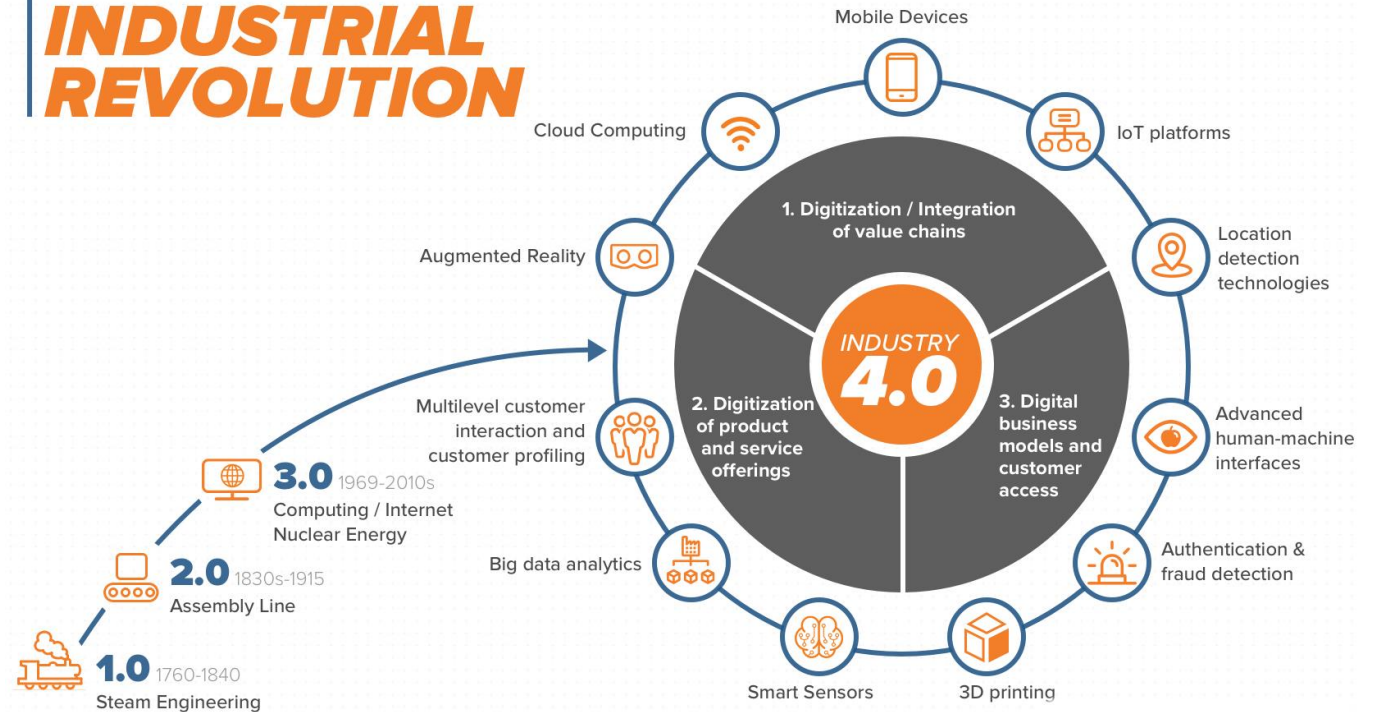 INDUSTRIAL
REVOLUTION
Mobile Devices
Cloud Computing
IoT platforms
Augmented Reality
Location
detection
technologies
Multilevel customer
interaction and
customer profiling
Advanced
human-machine
interfaces
Big data analytics
Authentication &
fraud detection
Smart Sensors
3D printing
1. Digitization / Integration
of value chains
2. Digitization
of product
and service
offerings
3. Digital
business
models and
customer
access
INDUSTRY
4.0
3.0 1969-2010s
Computing / Internet
Nuclear Energy
2.0 1830s-1915
Assembly Line
1.0 1760-1840
Steam Engineering